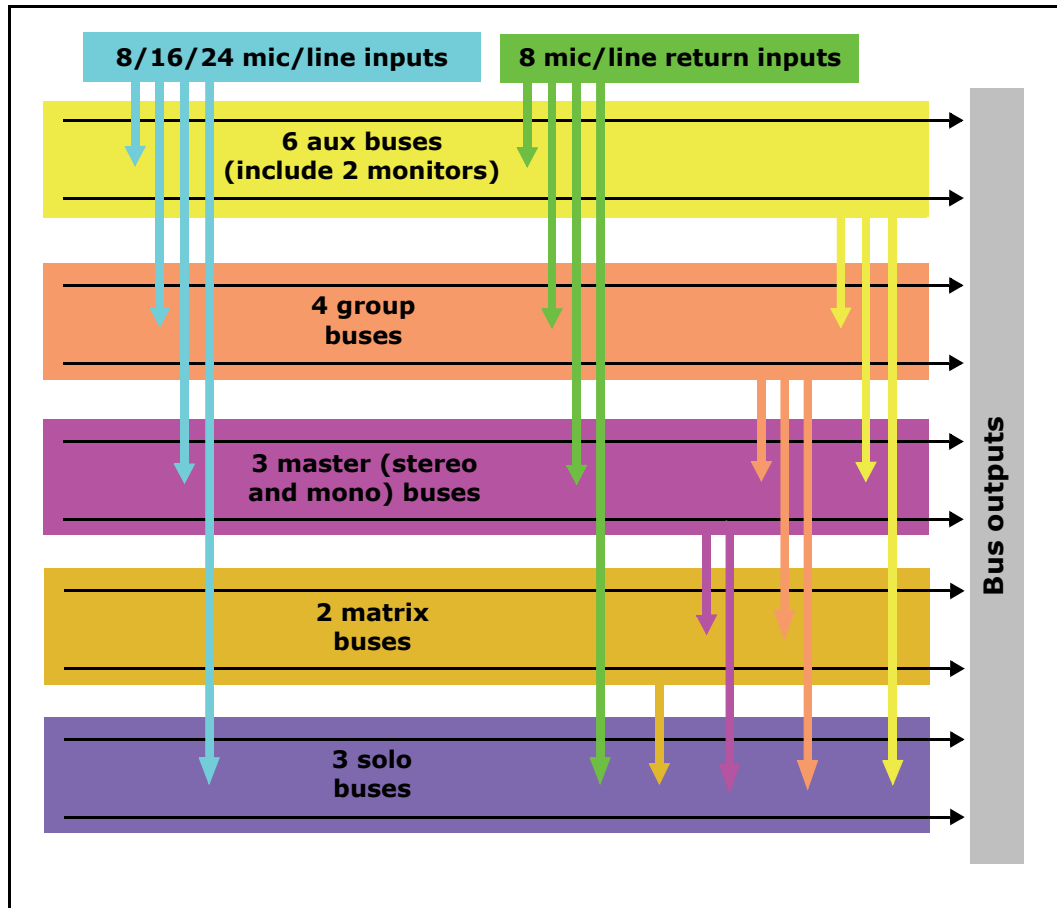 8/16/24 mic/line inputs
8 mic/line return inputs
6 aux buses
(include 2 monitors)
4 group
buses
3 master (stereo
and mono) buses
2 matrix
buses
3 solo
buses
Bus outputs